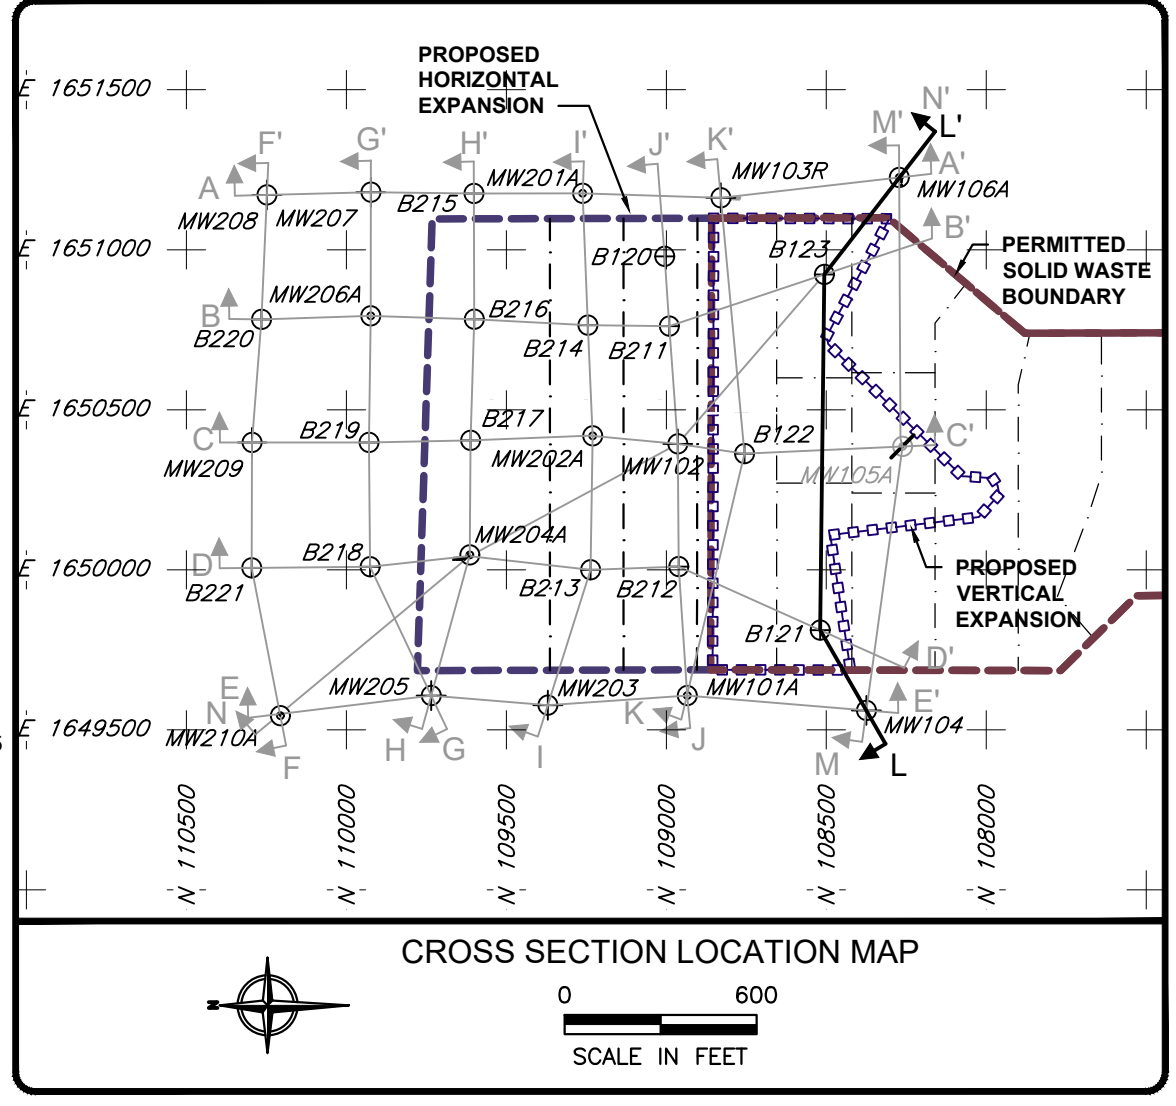 PROPOSED
HORIZONTAL
EXPANSION
E 1651500
N'
L'
M'
F'
G'
H'
I'
J'
K'
A'
A
MW208
MW207
B215
MW201A
MW103R
MW106A
B'
E 1651000
B120
B123
PERMITTED
SOLID WASTE
BOUNDARY
MW206A
B
B220
B216
B214
B211
E 1650500
C
B219
B217
B122
C'
MW209
MW202A
MW102
MW105A
MW204A
E 1650000
D
B218
B221
B213
B212
PROPOSED
VERTICAL
EXPANSION
B121
D'
MW205
MW203
MW101A
E
N
K
E'
E 1649500
MW210A
MW104
F
H
G
I
J
M
L
N 110500
N 110000
N 109500
N 109000
N 108500
N 108000
CROSS SECTION LOCATION MAP
N
0 600
SCALE IN FEET